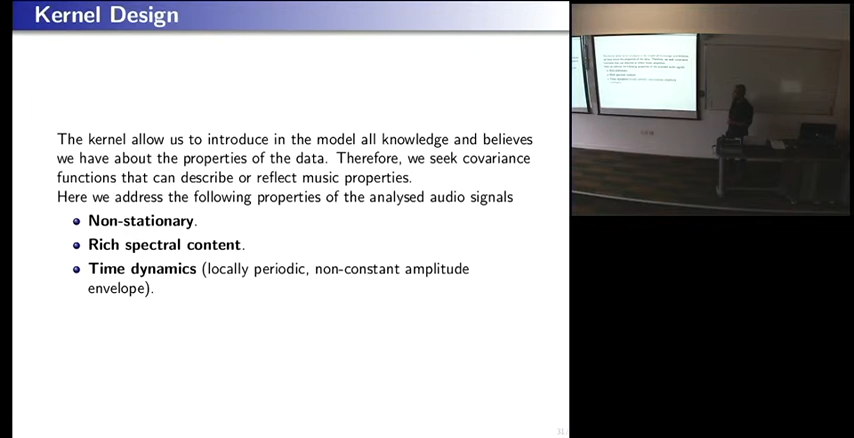 Kernel Design
The kernel allow us to introduce in the model all knowledge and believes
we have about the properties of the data. Therefore, we seek covariance
functions that can describe or reflect music properties.
Here we address the following properties of the analysed audio signals
Non-stationary.
Rich spectral content.
Time dynamics (locally periodic, non-constant amplitude
envelope).